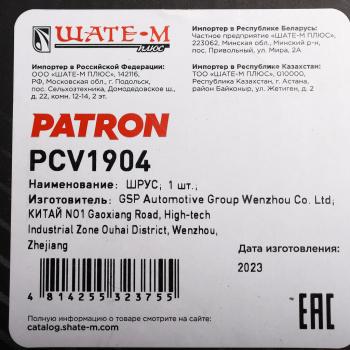 ШАТЕ-М
ПЛЮС
Импортер в Российской Федерации:
ООО «ШАТЕ-М ПЛЮС», 142116,
РФ, Московская область, г. Подольск,
пос. Сельхозтехника, Домодедовское ш.,
д. 22, комн. 12-14, 2 эт.
Импортер в Республике Беларусь:
Частное предприятие «ШАТЕ-М ПЛЮС»,
223062, Минская обл., Минский р-н,
пос. Привольный, ул. Мира, 2А
Импортер в Республике Казахстан:
ТОО «ШАТЕ-М ПЛЮС», 010000,
Республика Казахстан, г. Астана,
район Байконыр, ул. Жетиген, д. 2
PATRON
PCV1904
Наименование: ШРУС; 1 шт.;
Изготовитель: GSP Automotive Group Wenzhou Co. Ltd;
КИТАЙ NO1 Gaoxiang Road, High-tech
Industrial Zone Ouhai District, Wenzhou,
Zhejiang
Дата изготовления:
2023
4 814255 323755
EAC
Полную информацию о товаре смотрите на сайте:
catalog.shate-m.com